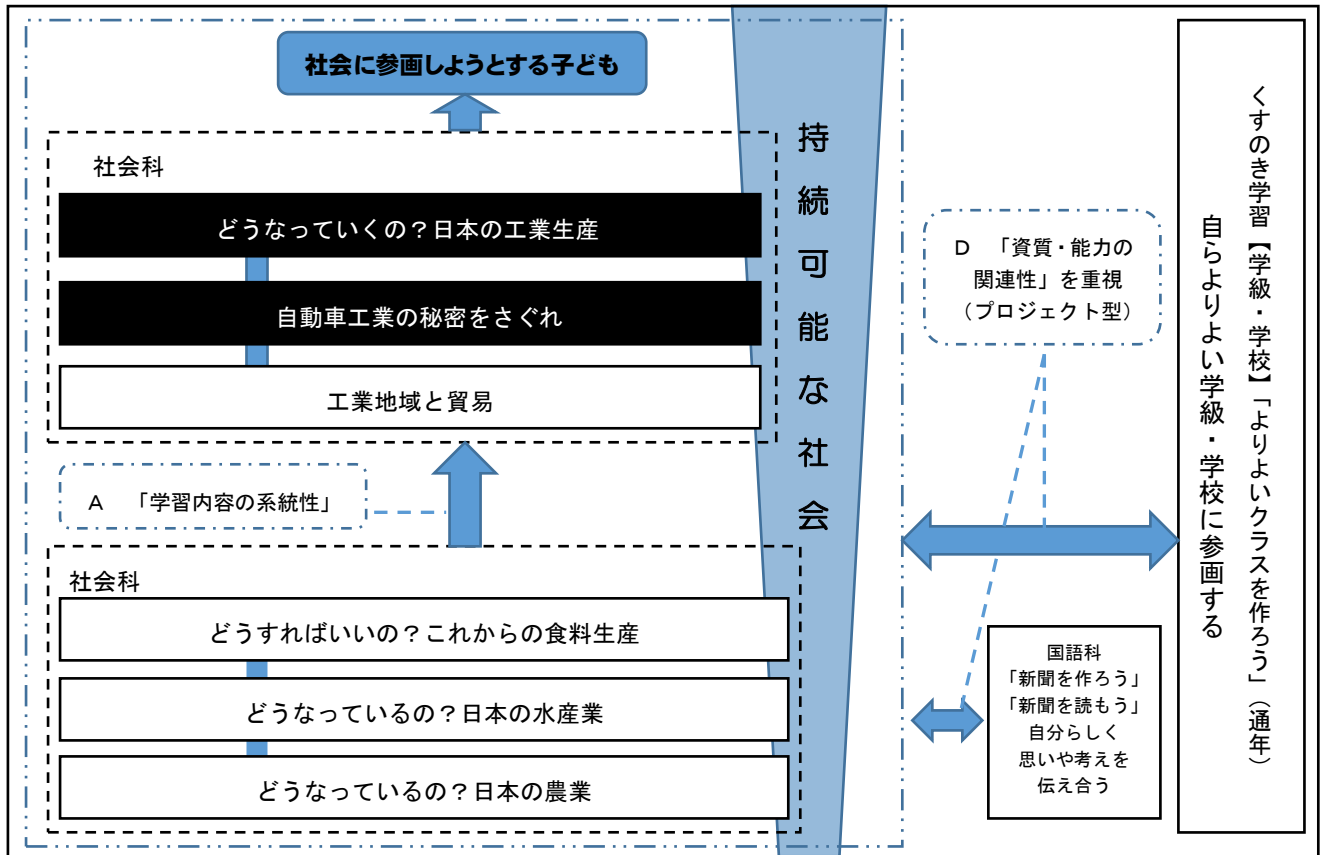 社会に参画しようとする子ども
社会科
どうなっていくの？日本の工業生産
自動車工業の秘密をさぐれ
工業地域と貿易
A　「学習内容の系統性」
社会科
どうすればいいの？これからの食料生産
どうなっているの？日本の水産業
どうなっているの？日本の農業
持続可能な社会
D　「資質・能力の
関連性」を重視
（プロジェクト型）
国語科
「新聞を作ろう」
「新聞を読もう」
自分らしく
思いや考えを
伝え合う
くすのき学習【学級・学校】「よりよいクラスを作ろう」（通年）
自らよりよい学級・学校に参画する